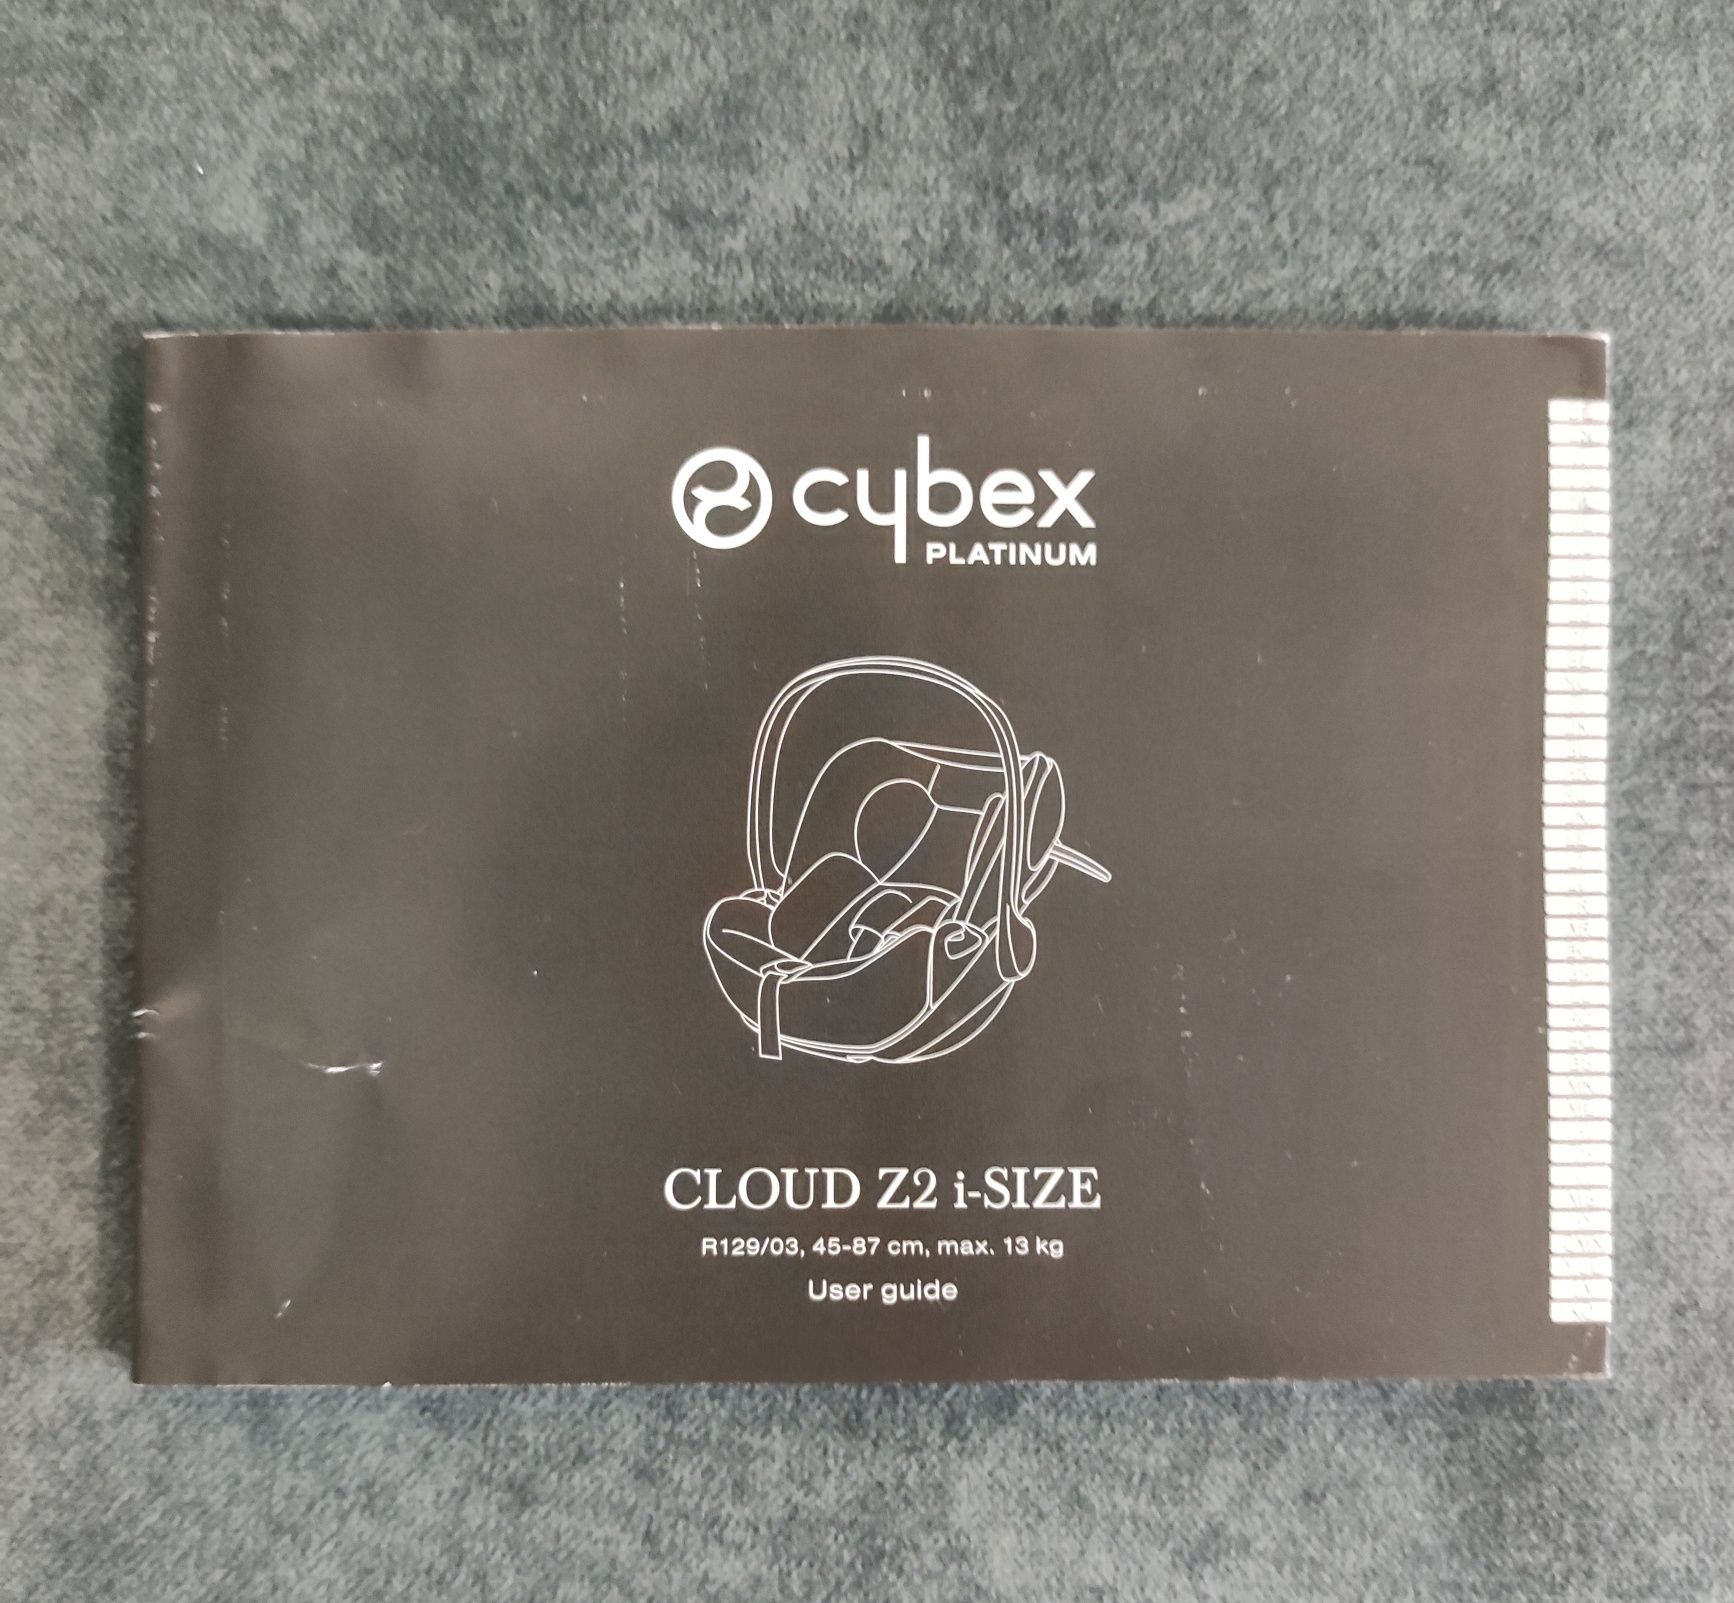 cybex
PLATINUM
CLOUD Z2 i-SIZE
R129/03, 45-87 cm, max. 13 kg
User guide